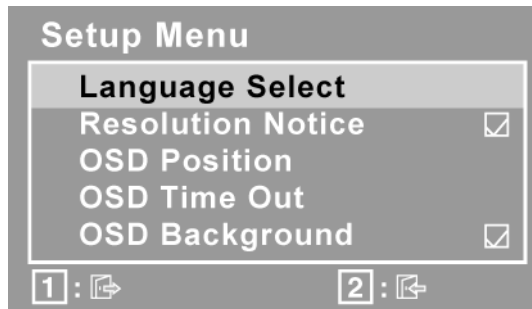 Setup Menu
Language Select
Resolution Notice
OSD Position
OSD Time Out
OSD Background
1 : 2 :